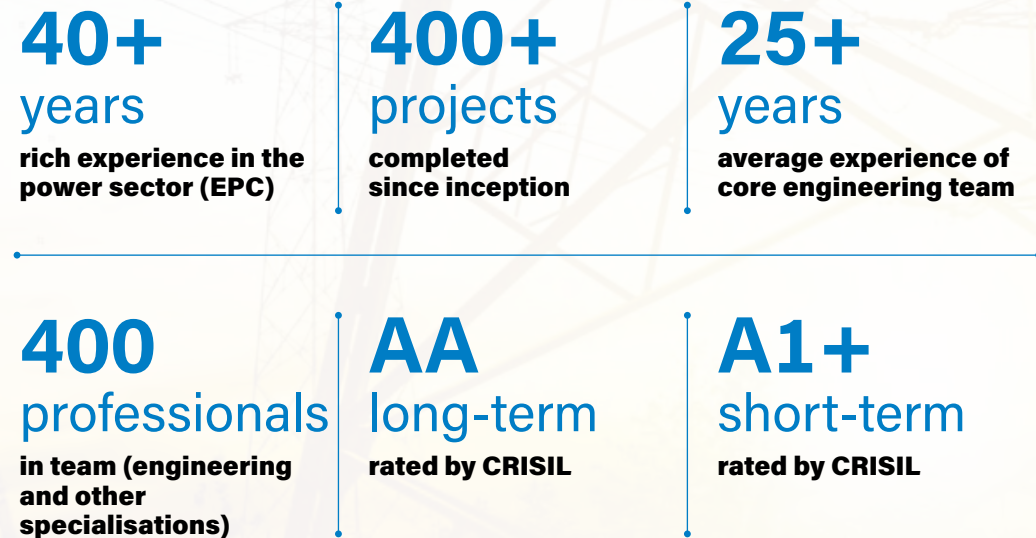 40+
years
rich experience in the
power sector (EPC)
400+
projects
completed
since inception
25+
years
average experience of
core engineering team
400
professionals
in team (engineering
and other
specialisations)
AA
long-term
rated by CRISIL
A1+
short-term
rated by CRISIL